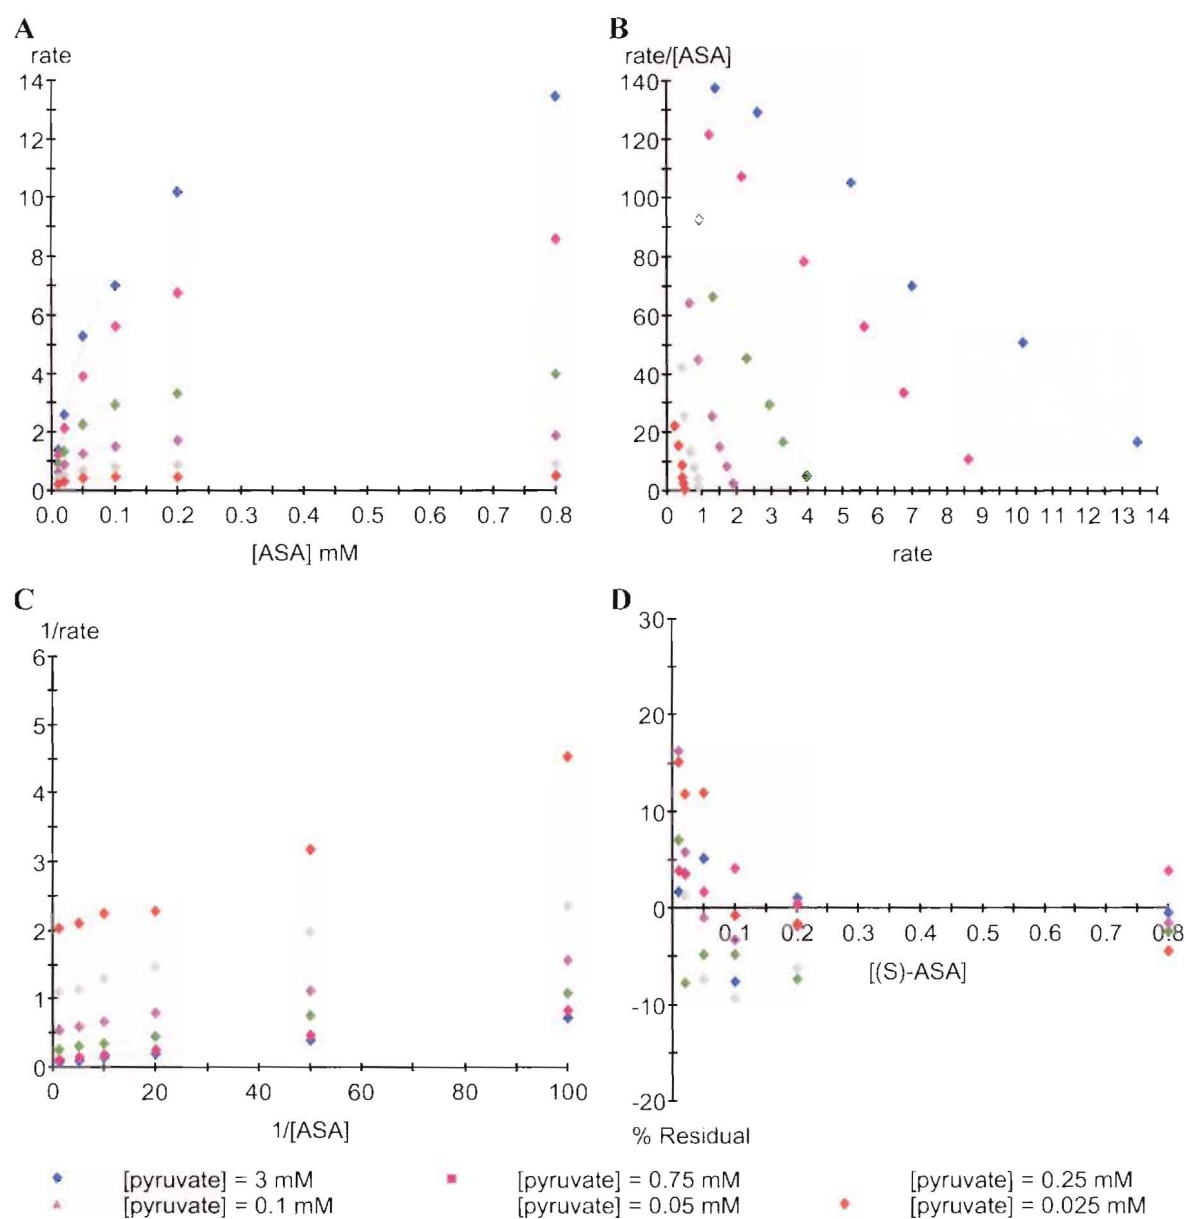 A
rate
14
12
10
8
6
4
2
0
0.0 0.1 0.2 0.3 0.4 0.5 0.6 0.7 0.8
[ASA] mM
B
rate/[ASA]
140
120
100
80
60
40
20
0
0 1 2 3 4 5 6 7 8 9 10 11 12 13 14
rate
C
1/rate
6
5
4
3
2
1
0
0 20 40 60 80 100
1/[ASA]
D
30
20
10
0
-10
-20
0.1 0.2 0.3 0.4 0.5 0.6 0.7 0.8
[(S)-ASA]
% Residual
[pyruvate] = 3 mM [pyruvate] = 0.75 mM [pyruvate] = 0.25 mM
[pyruvate] = 0.1 mM [pyruvate] = 0.05 mM [pyruvate] = 0.025 mM